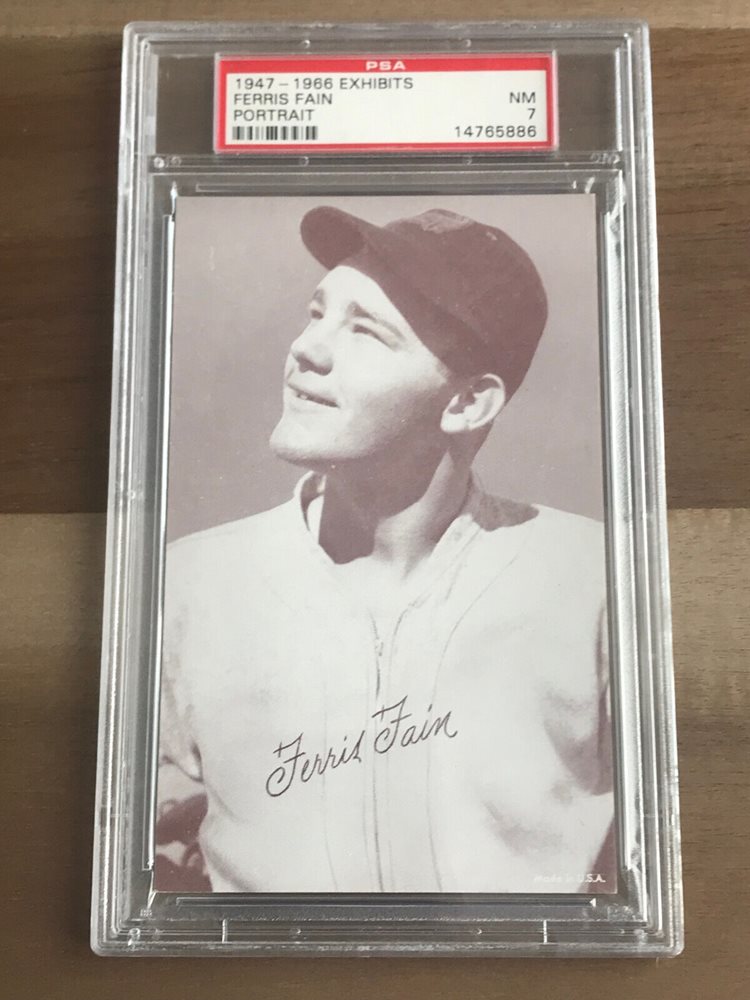 PSA
1947 - 1966 EXHIBITS
FERRIS FAIN NM
PORTRAIT 7
14765886
Ferris Fain
Made in U.S.A.